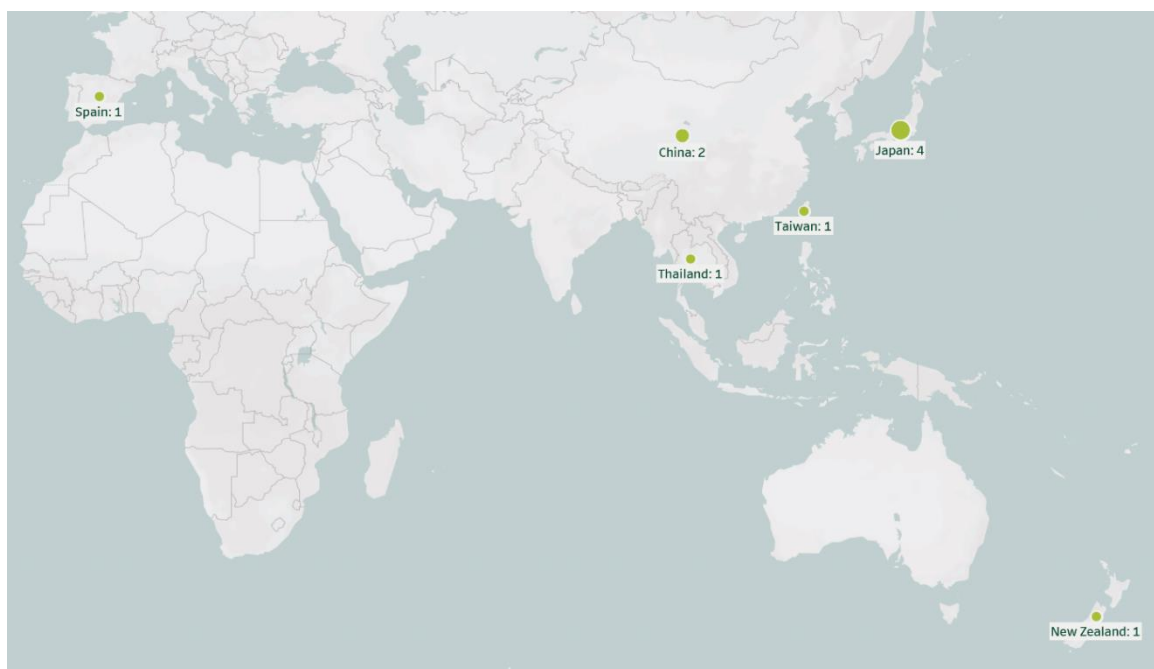 Spain: 1
China: 2
Japan: 4
Taiwan: 1
Thailand: 1
New Zealand: 1